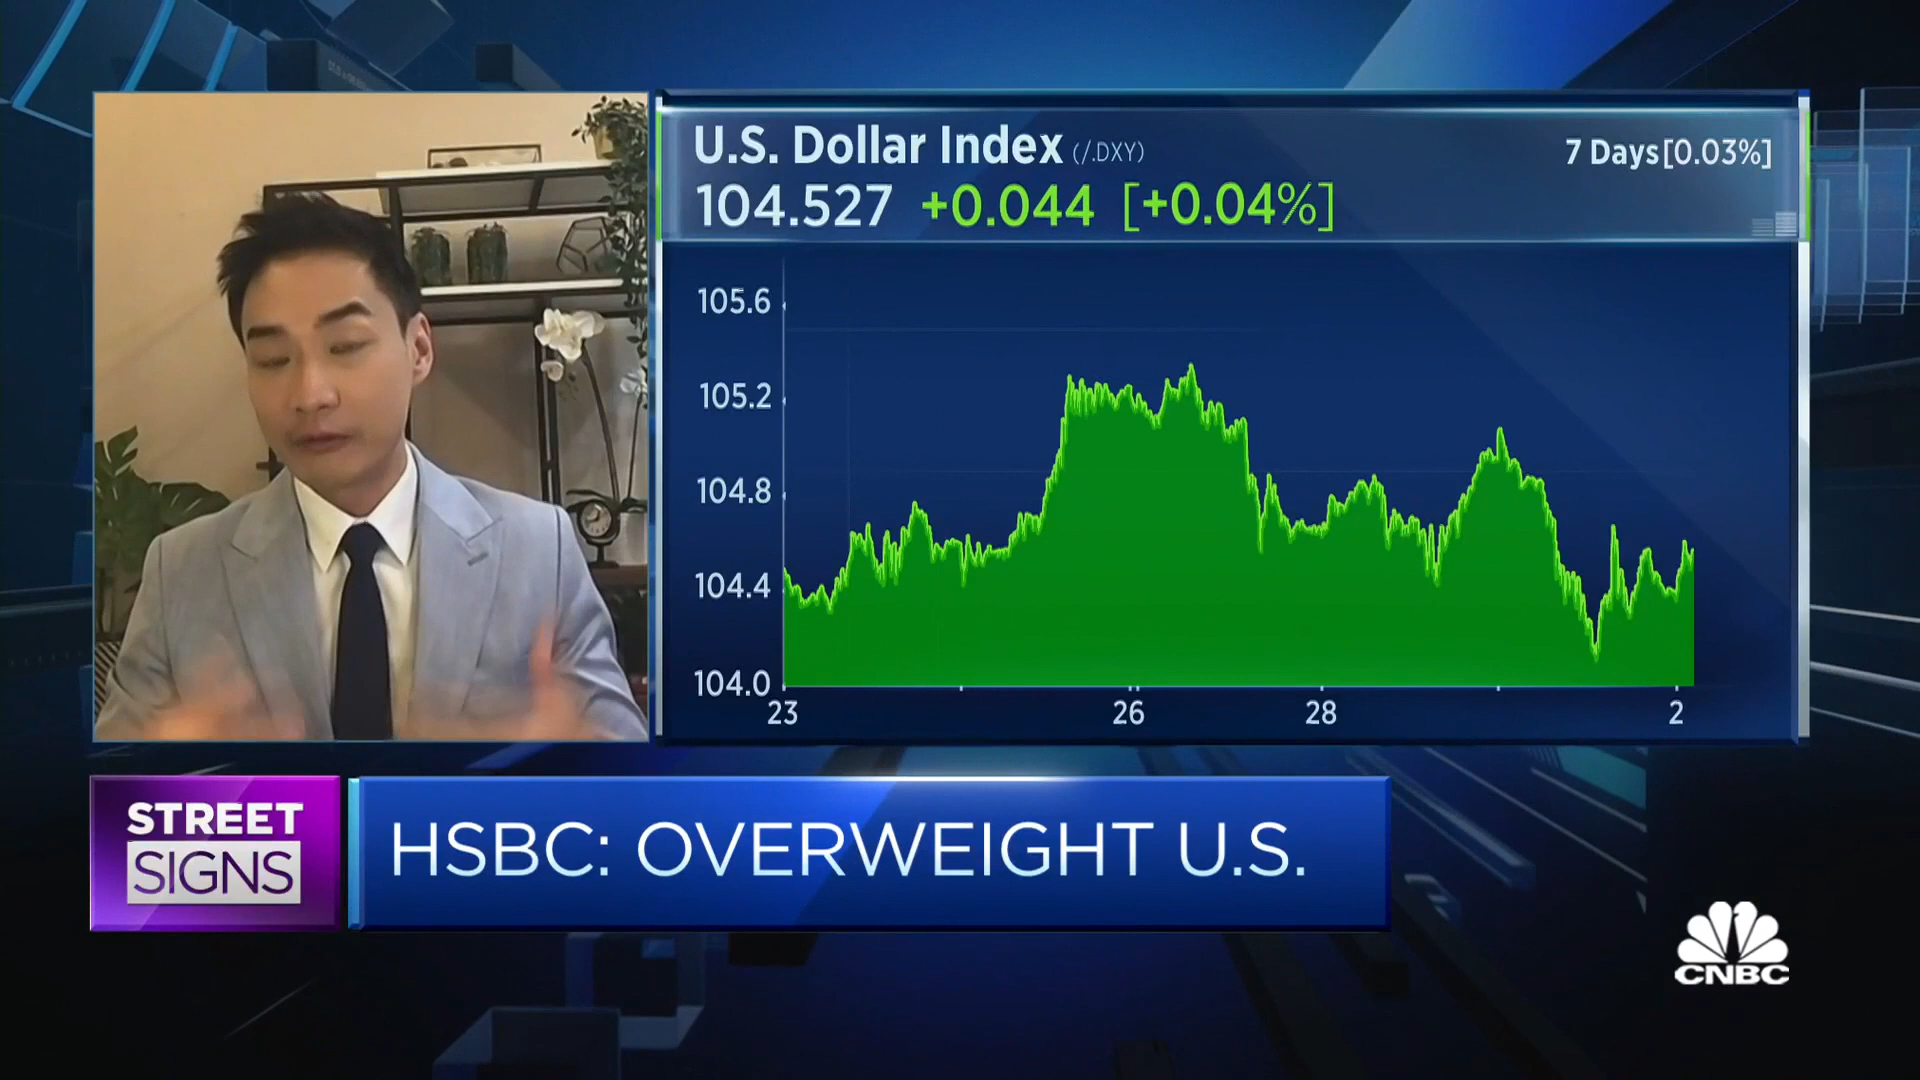 U.S. Dollar Index (/.DXY)
7 Days[0.03%]
104.527 +0.044 [+0.04%]
105.6
105.2
104.8
104.4
104.0
23 26 28 2
STREET
SIGNS
HSBC: OVERWEIGHT U.S.
CNBC